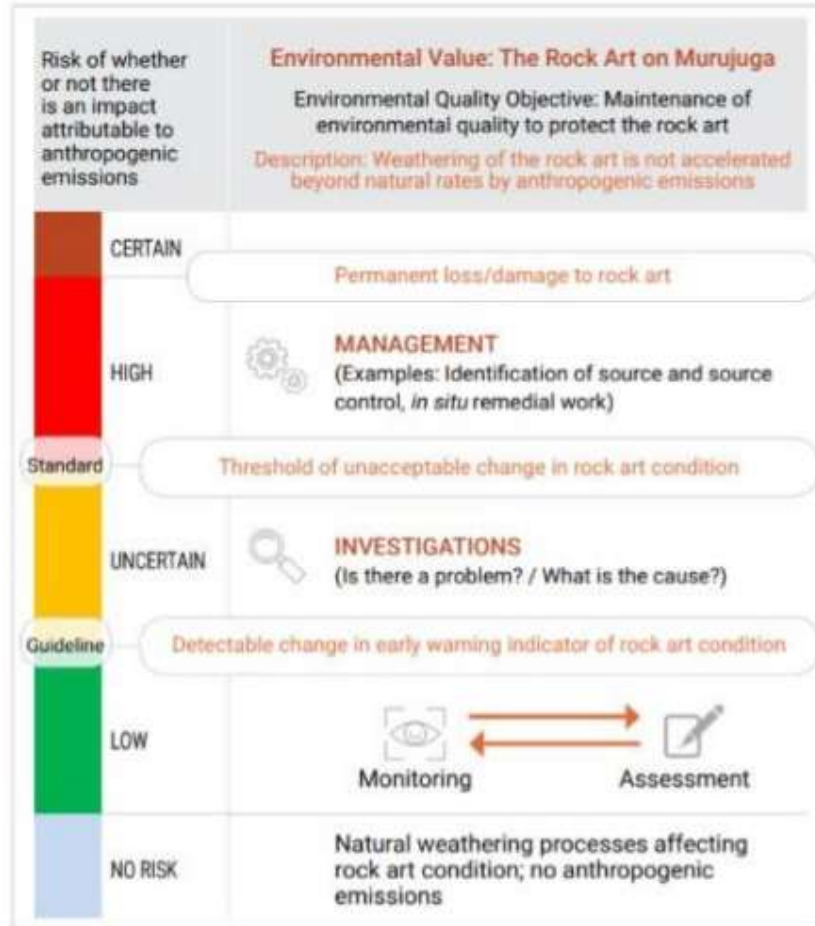 Risk of whether
or not there
is an impact
attributable to
anthropogenic
emissions
Environmental Value: The Rock Art on Murujuga
Environmental Quality Objective: Maintenance of
environmental quality to protect the rock art
Description: Weathering of the rock art is not accelerated
beyond natural rates by anthropogenic emissions
CERTAIN
Permanent loss/damage to rock art
HIGH
MANAGEMENT
(Examples: Identification of source and source
control, in situ remedial work)
Standard
Threshold of unacceptable change in rock art condition
UNCERTAIN
INVESTIGATIONS
(Is there a problem? / What is the cause?)
Guideline
Detectable change in early warning indicator of rock art condition
LOW
Monitoring
Assessment
NO RISK
Natural weathering processes affecting
rock art condition; no anthropogenic
emissions